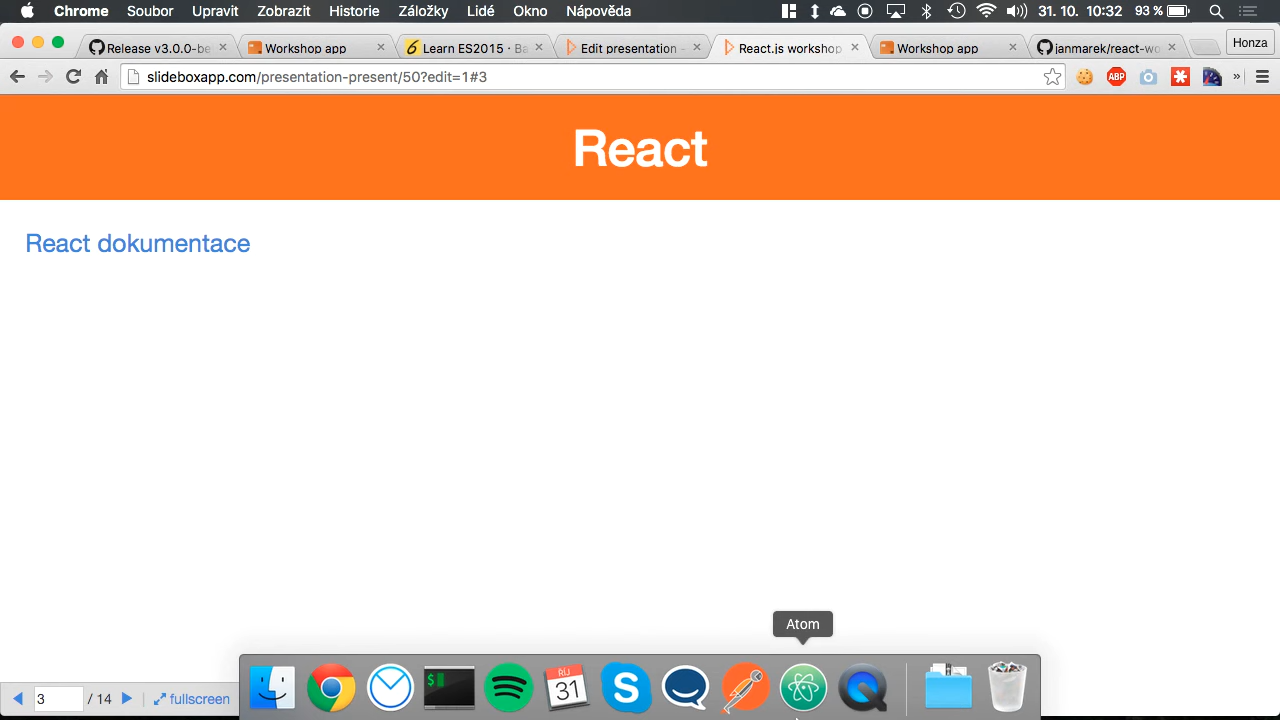 Chrome Soubor Upravit Zobrazit Historie Záložky Lidé Okno Nápověda 31. 10. 10:32 93 %
Release v3.0.0-be Workshop app Learn ES2015 · Ba Edit presentation - React.js workshop Workshop app janmarek/react-wo Honza
slideboxapp.com/presentation-present/50?edit=1#3 ABP »
React
React dokumentace
Atom
$
ŘÍJ
31
S
3 / 14 fullscreen